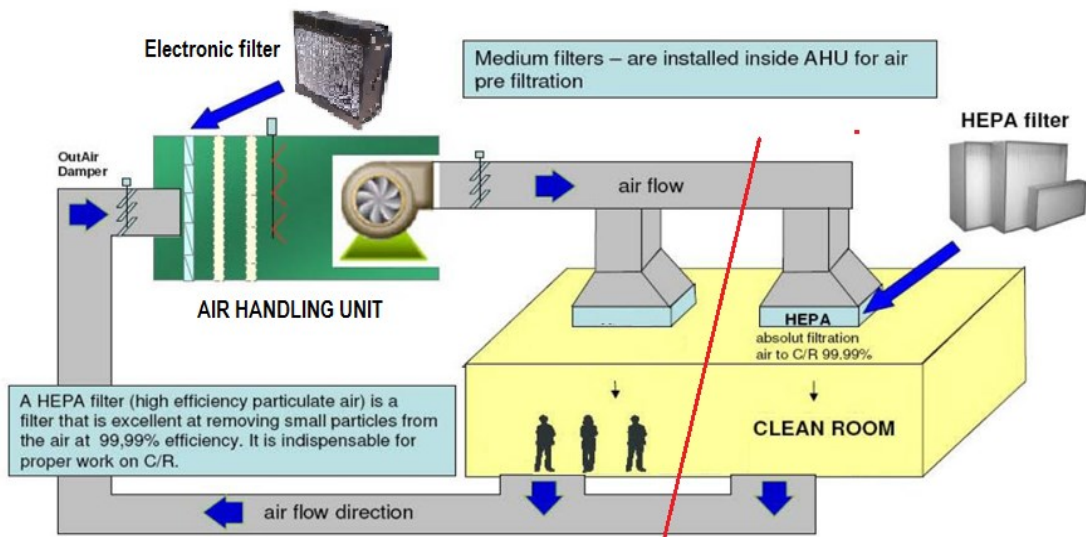 Electronic filter
Medium filters – are installed inside AHU for air
pre filtration
HEPA filter
OutAir
Damper
air flow
AIR HANDLING UNIT
HEPA
absolut filtration
air to C/R 99.99%
A HEPA filter (high efficiency particulate air) is a
filter that is excellent at removing small particles from
the air at 99,99% efficiency. It is indispensable for
proper work on C/R.
CLEAN ROOM
air flow direction